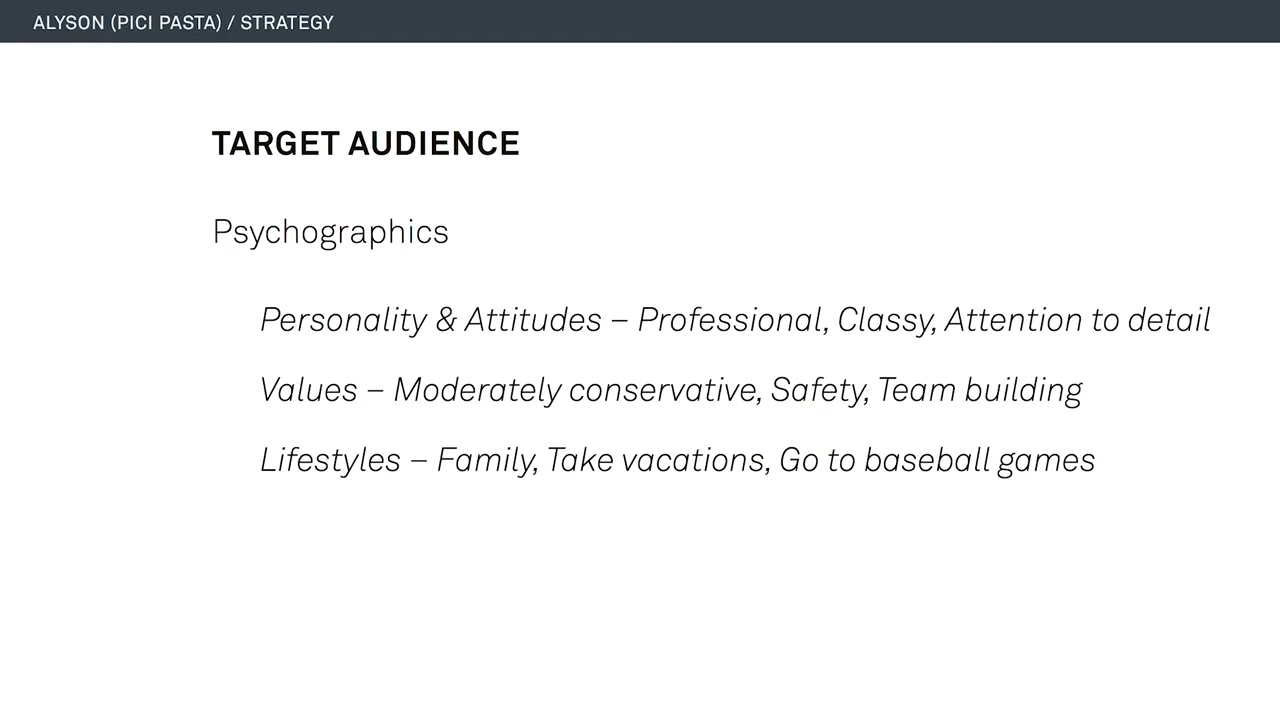 ALYSON (PICI PASTA) / STRATEGY
TARGET AUDIENCE
Psychographics
Personality & Attitudes – Professional, Classy, Attention to detail
Values – Moderately conservative, Safety, Team building
Lifestyles – Family, Take vacations, Go to baseball games